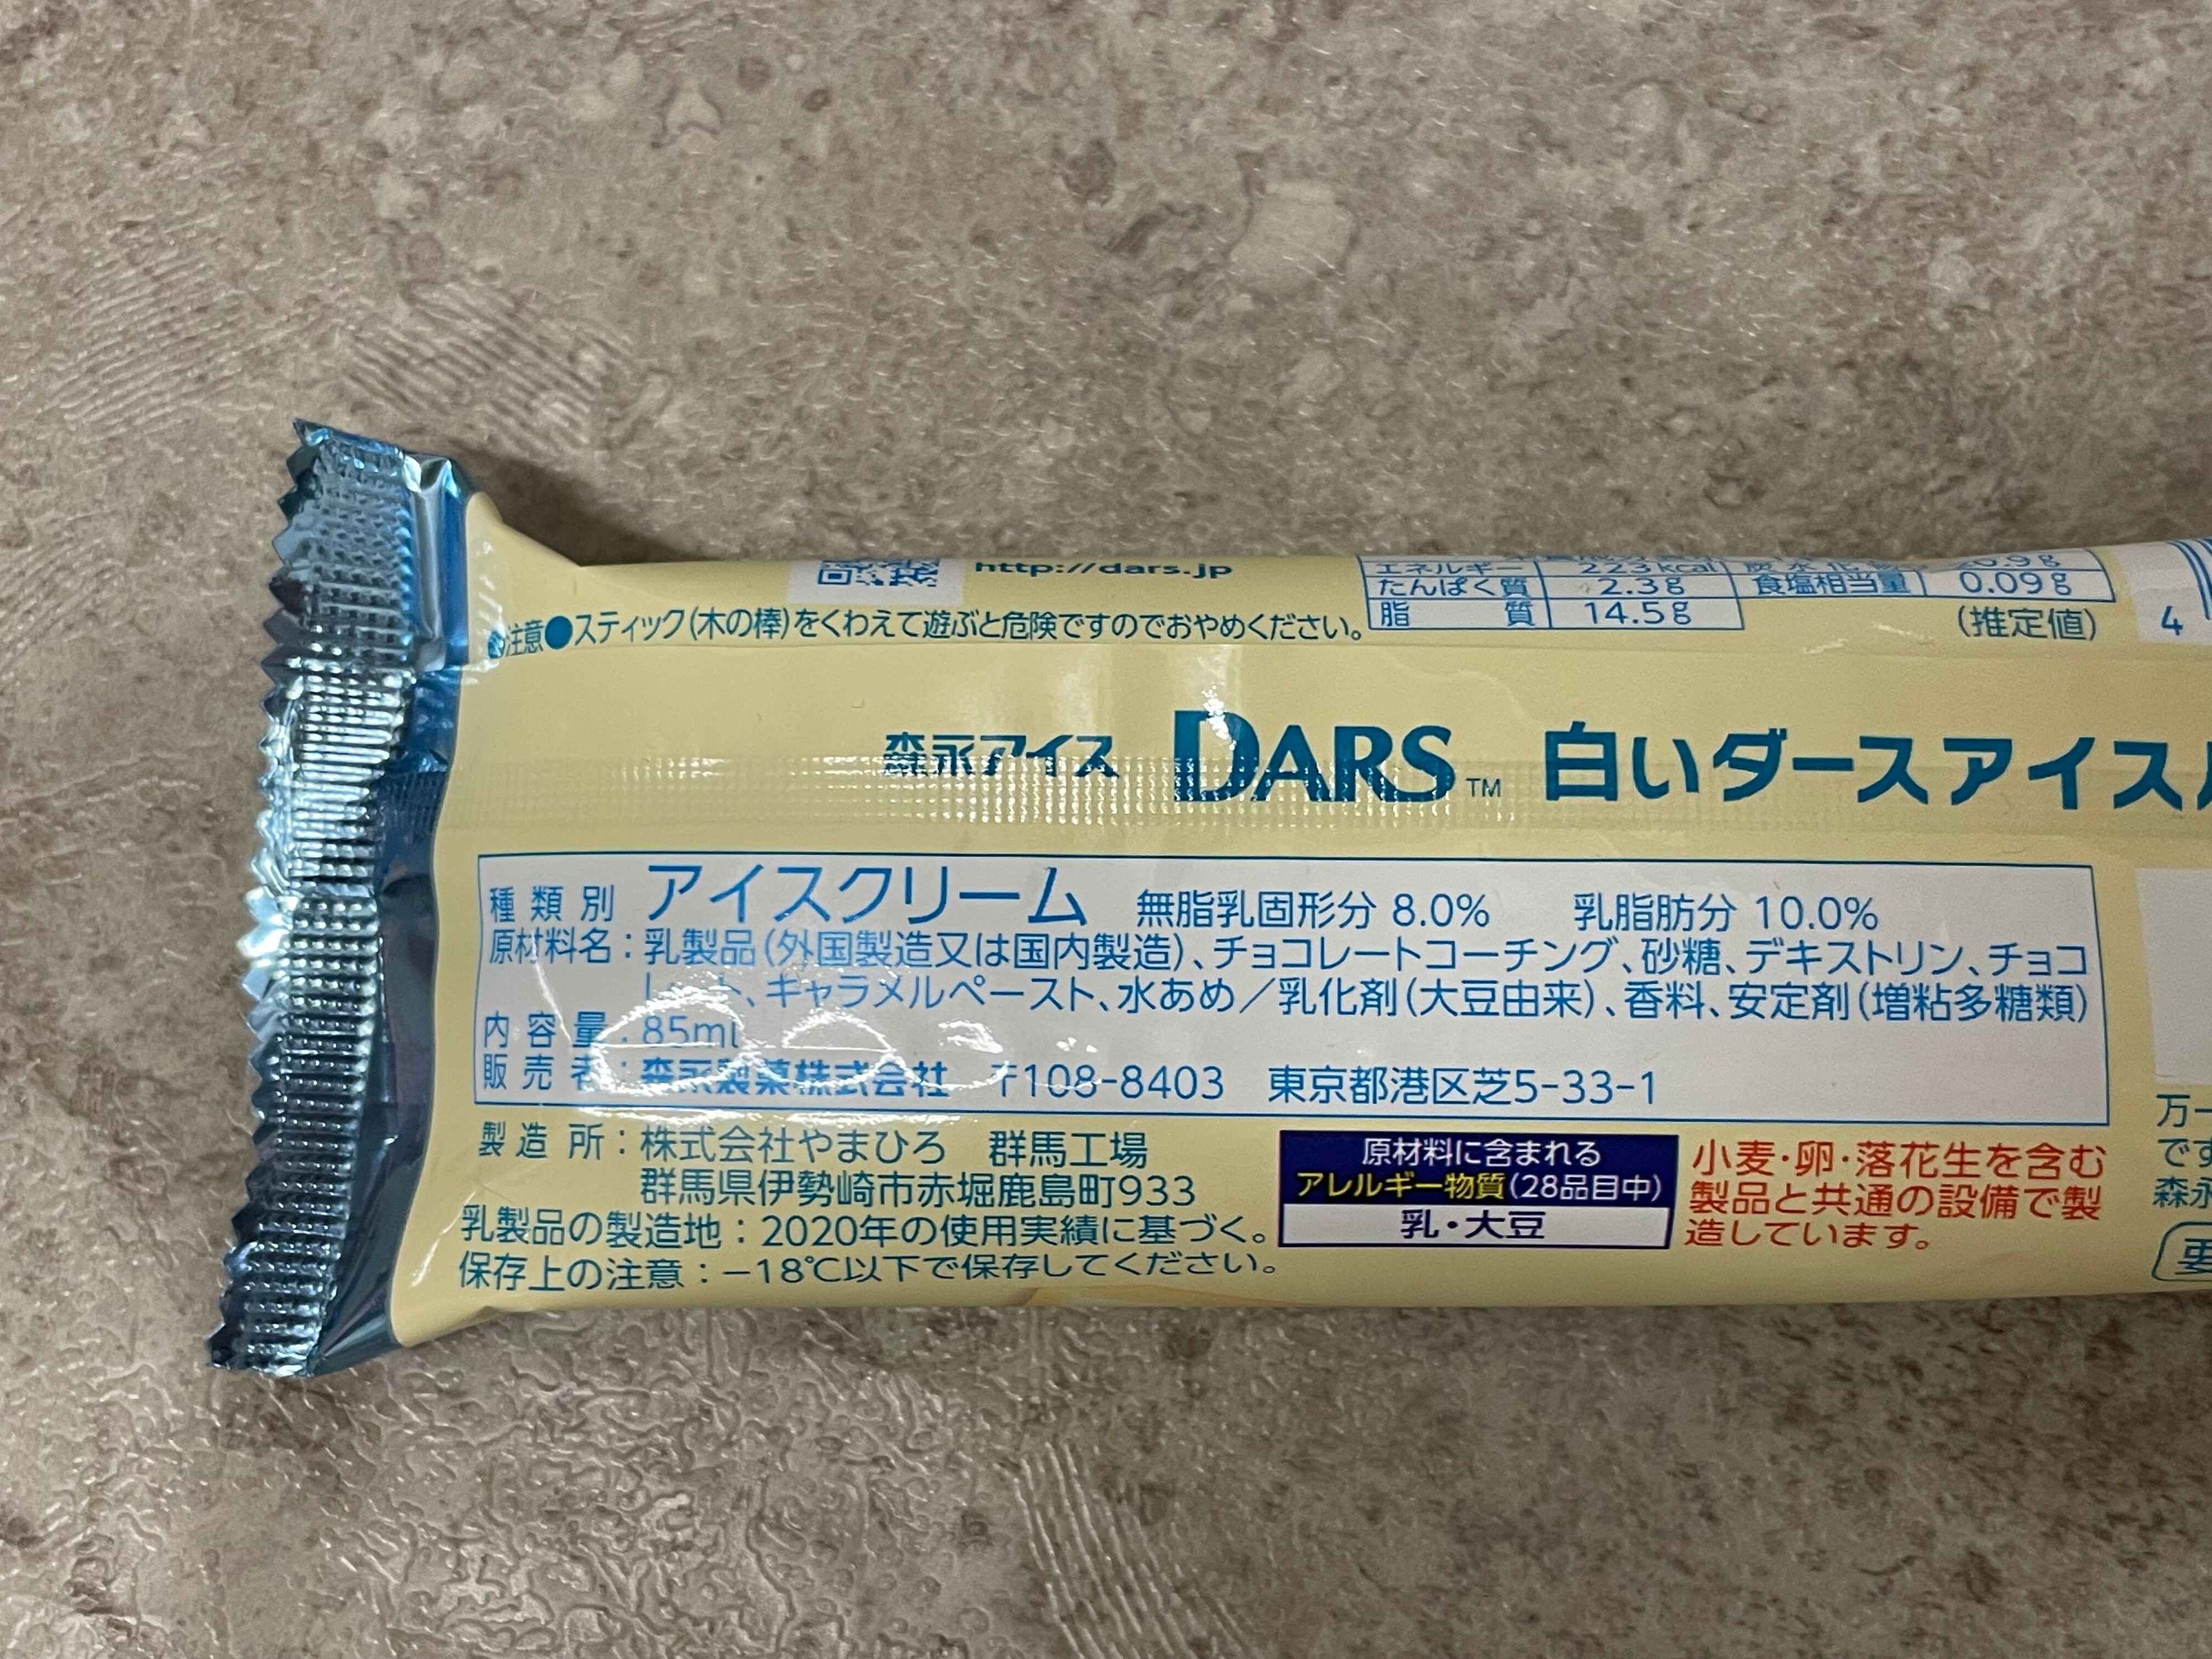 http://dars.jp
注意●スティック(木の棒)をくわえて遊ぶと危険ですのでおやめください。
エネルギー 223kcal
たんぱく質 2.3g 食塩相当量 0.09g
脂質 14.5g
(推定値)
4
森永アイス DARS™ 白いダースアイス
種類別 アイスクリーム 無脂乳固形分 8.0% 乳脂肪分 10.0%
原材料名：乳製品(外国製造又は国内製造)、チョコレートコーチング、砂糖、デキストリン、チョコ
レート、キャラメルペースト、水あめ／乳化剤(大豆由来)、香料、安定剤(増粘多糖類)
内容量：85ml
販売者：森永製菓株式会社 〒108-8403 東京都港区芝5-33-1
製造所：株式会社やまひろ 群馬工場
群馬県伊勢崎市赤堀鹿島町933
乳製品の製造地：2020年の使用実績に基づく。
保存上の注意：−18℃以下で保存してください。
原材料に含まれる
アレルギー物質(28品目中)
乳・大豆
小麦・卵・落花生を含む
製品と共通の設備で製
造しています。
万一
です
森永